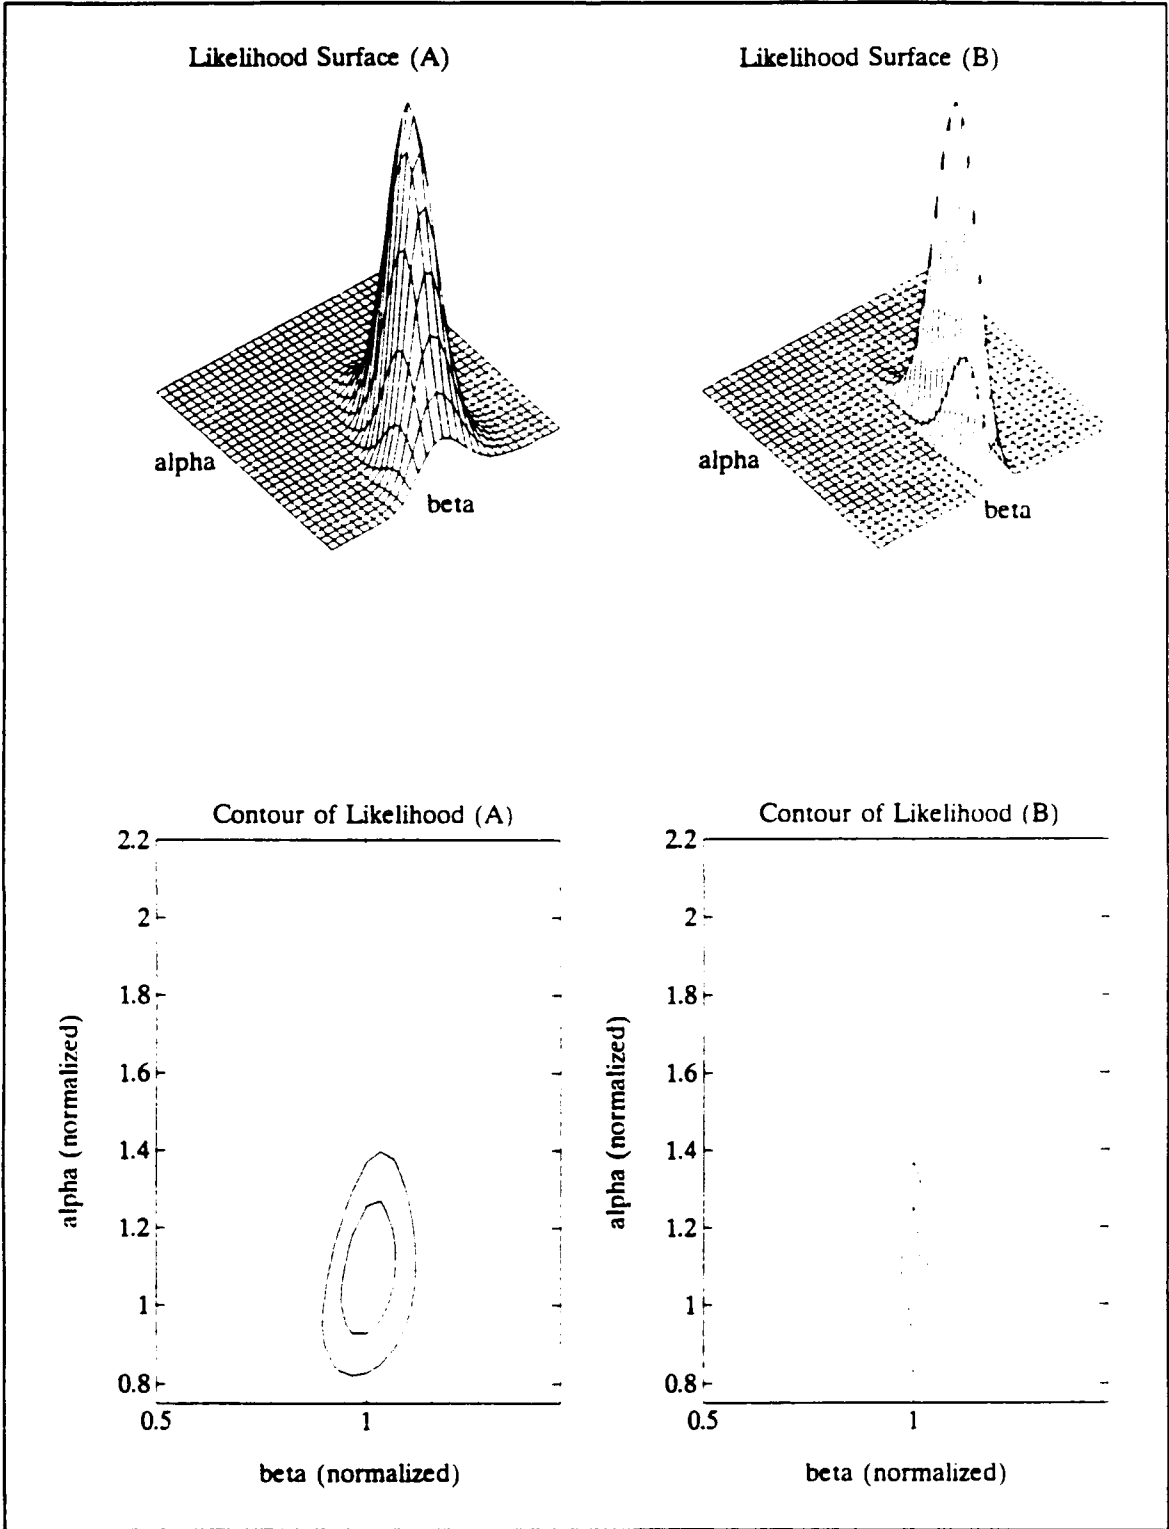 Likelihood Surface (A)
Likelihood Surface (B)
alpha
beta
alpha
beta
Contour of Likelihood (A)
2.2
2
1.8
1.6
1.4
1.2
1
0.8
0.5
1
alpha (normalized)
beta (normalized)
Contour of Likelihood (B)
2.2
2
1.8
1.6
1.4
1.2
1
0.8
0.5
1
alpha (normalized)
beta (normalized)